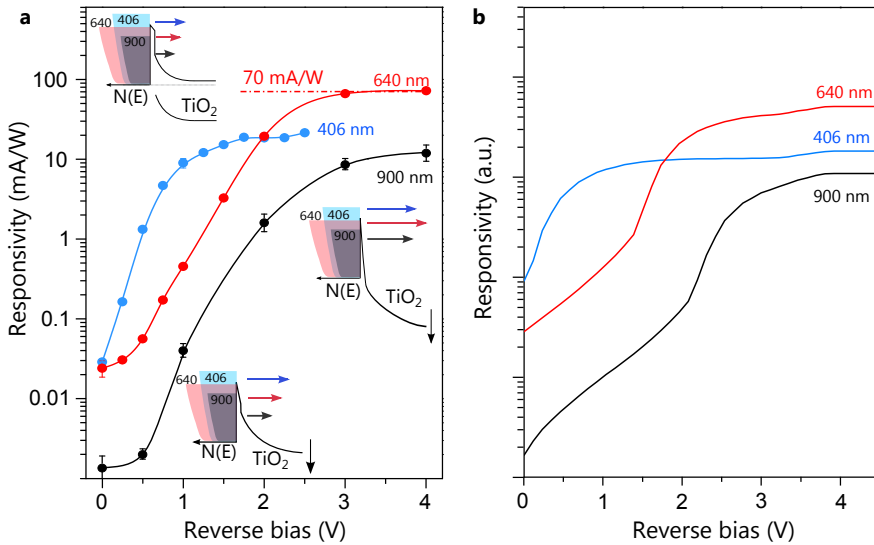 a
640
406
900
N(E)
TiO2
70 mA/W
640 nm
406 nm
900 nm
640
406
900
N(E)
TiO2
640
406
900
N(E)
TiO2
Responsivity (mA/W)
100
10
1
0.1
0.01
0
1
2
3
4
Reverse bias (V)
b
640 nm
406 nm
900 nm
Responsivity (a.u.)
0
1
2
3
4
Reverse bias (V)